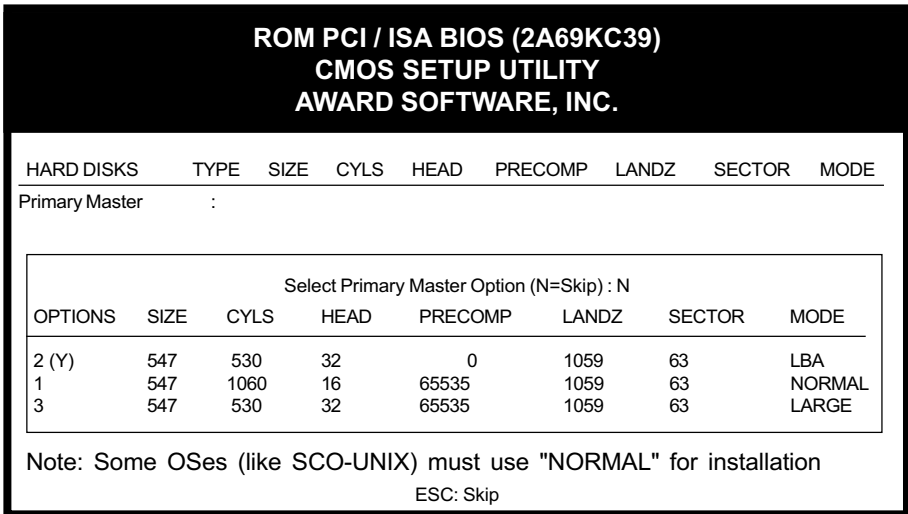 ROM PCI / ISA BIOS (2A69KC39)
CMOS SETUP UTILITY
AWARD SOFTWARE, INC.
HARD DISKS TYPE SIZE CYLS HEAD PRECOMP LANDZ SECTOR MODE
Primary Master :
Select Primary Master Option (N=Skip) : N
OPTIONS SIZE CYLS HEAD PRECOMP LANDZ SECTOR MODE
2 (Y) 547 530 32 0 1059 63 LBA
1 547 1060 16 65535 1059 63 NORMAL
3 547 530 32 65535 1059 63 LARGE
Note: Some OSes (like SCO-UNIX) must use "NORMAL" for installation
ESC: Skip